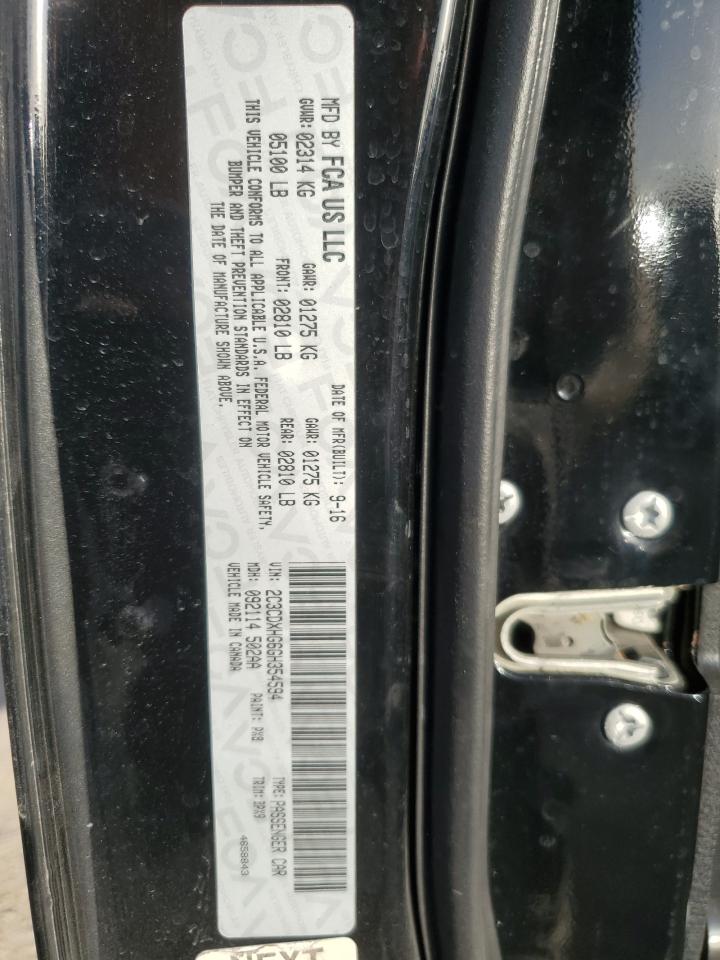 MFD BY FCA US LLC
DATE OF MFR(BUILT): 9-16
GVWR: 02314 KG GAWR: 01275 KG GAWR: 01275 KG
05100 LB FRONT: 02810 LB REAR: 02810 LB
THIS VEHICLE CONFORMS TO ALL APPLICABLE U.S.A. FEDERAL MOTOR VEHICLE SAFETY,
BUMPER AND THEFT PREVENTION STANDARDS IN EFFECT ON
THE DATE OF MANUFACTURE SHOWN ABOVE.
VIN: 2C3CDXHG6GH354594 TYPE: PASSENGER CAR
MDH: 092114 502AA PAINT: PX8 TRIM:
VEHICLE MADE IN CANADA
4658843
NEXT